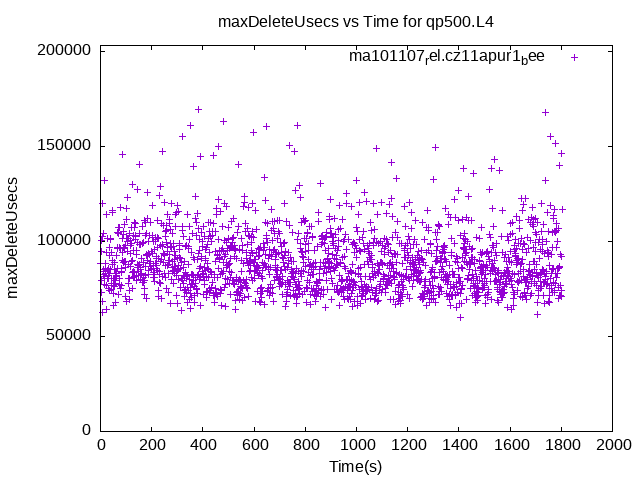 maxDeleteUsecs vs Time for qp500.L4
ma101107rel.cz11apur1bee
200000
150000
100000
50000
0
maxDeleteUsecs
0 200 400 600 800 1000 1200 1400 1600 1800 2000
Time(s)